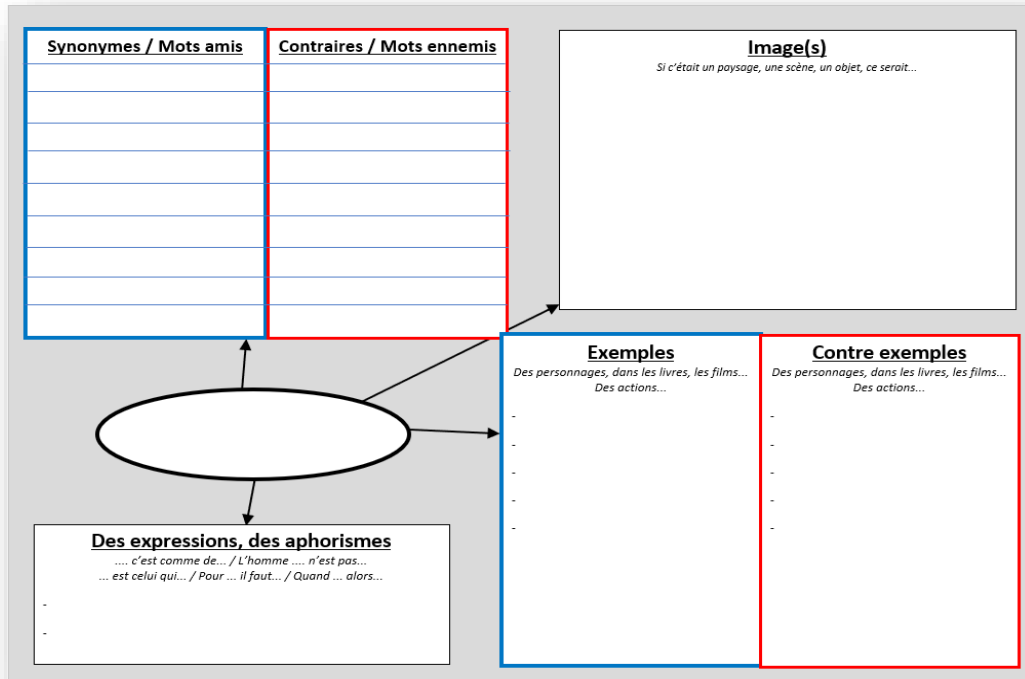 Synonymes / Mots amis
Contraires / Mots ennemis
Image(s)
Si c'était un paysage, une scène, un objet, ce serait...
Exemples
Des personnages, dans les livres, les films...
Des actions...
-
-
-
-
-
Contre exemples
Des personnages, dans les livres, les films...
Des actions...
-
-
-
-
-
Des expressions, des aphorismes
.... c'est comme de... / L'homme .... n'est pas...
... est celui qui... / Pour ... il faut... / Quand ... alors...
-
-